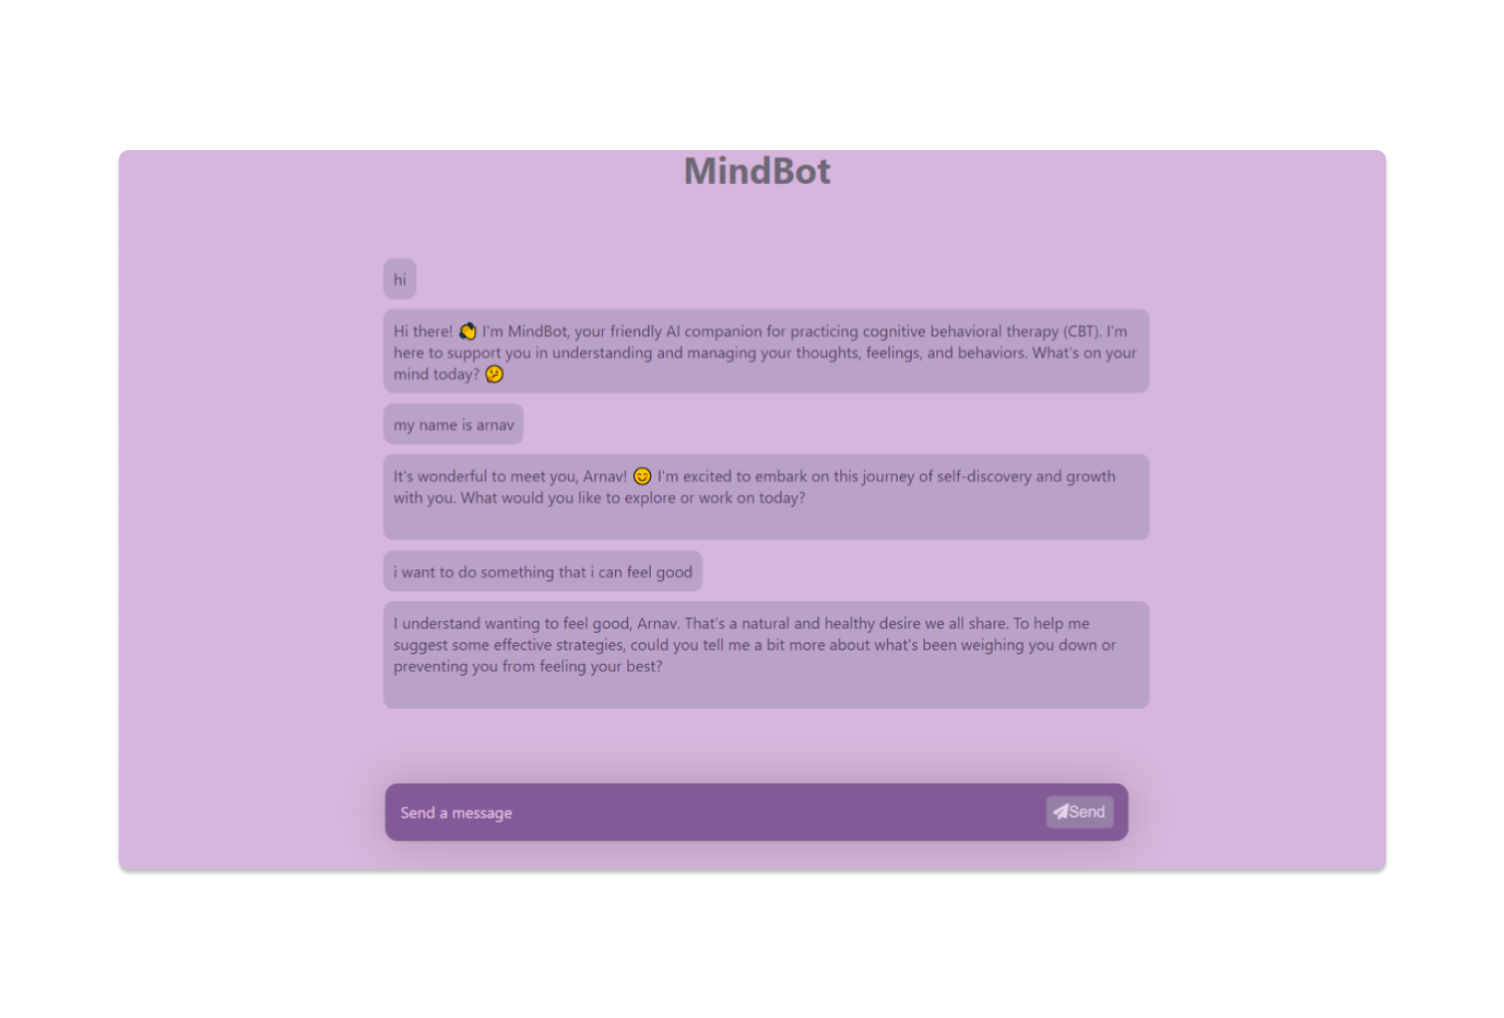 MindBot
hi
Hi there! 👋 I'm MindBot, your friendly AI companion for practicing cognitive behavioral therapy (CBT). I'm
here to support you in understanding and managing your thoughts, feelings, and behaviors. What's on your
mind today? 🤔
my name is arnav
It's wonderful to meet you, Arnav! 😊 I'm excited to embark on this journey of self-discovery and growth
with you. What would you like to explore or work on today?
i want to do something that i can feel good
I understand wanting to feel good, Arnav. That's a natural and healthy desire we all share. To help me
suggest some effective strategies, could you tell me a bit more about what's been weighing you down or
preventing you from feeling your best?
Send a message
Send